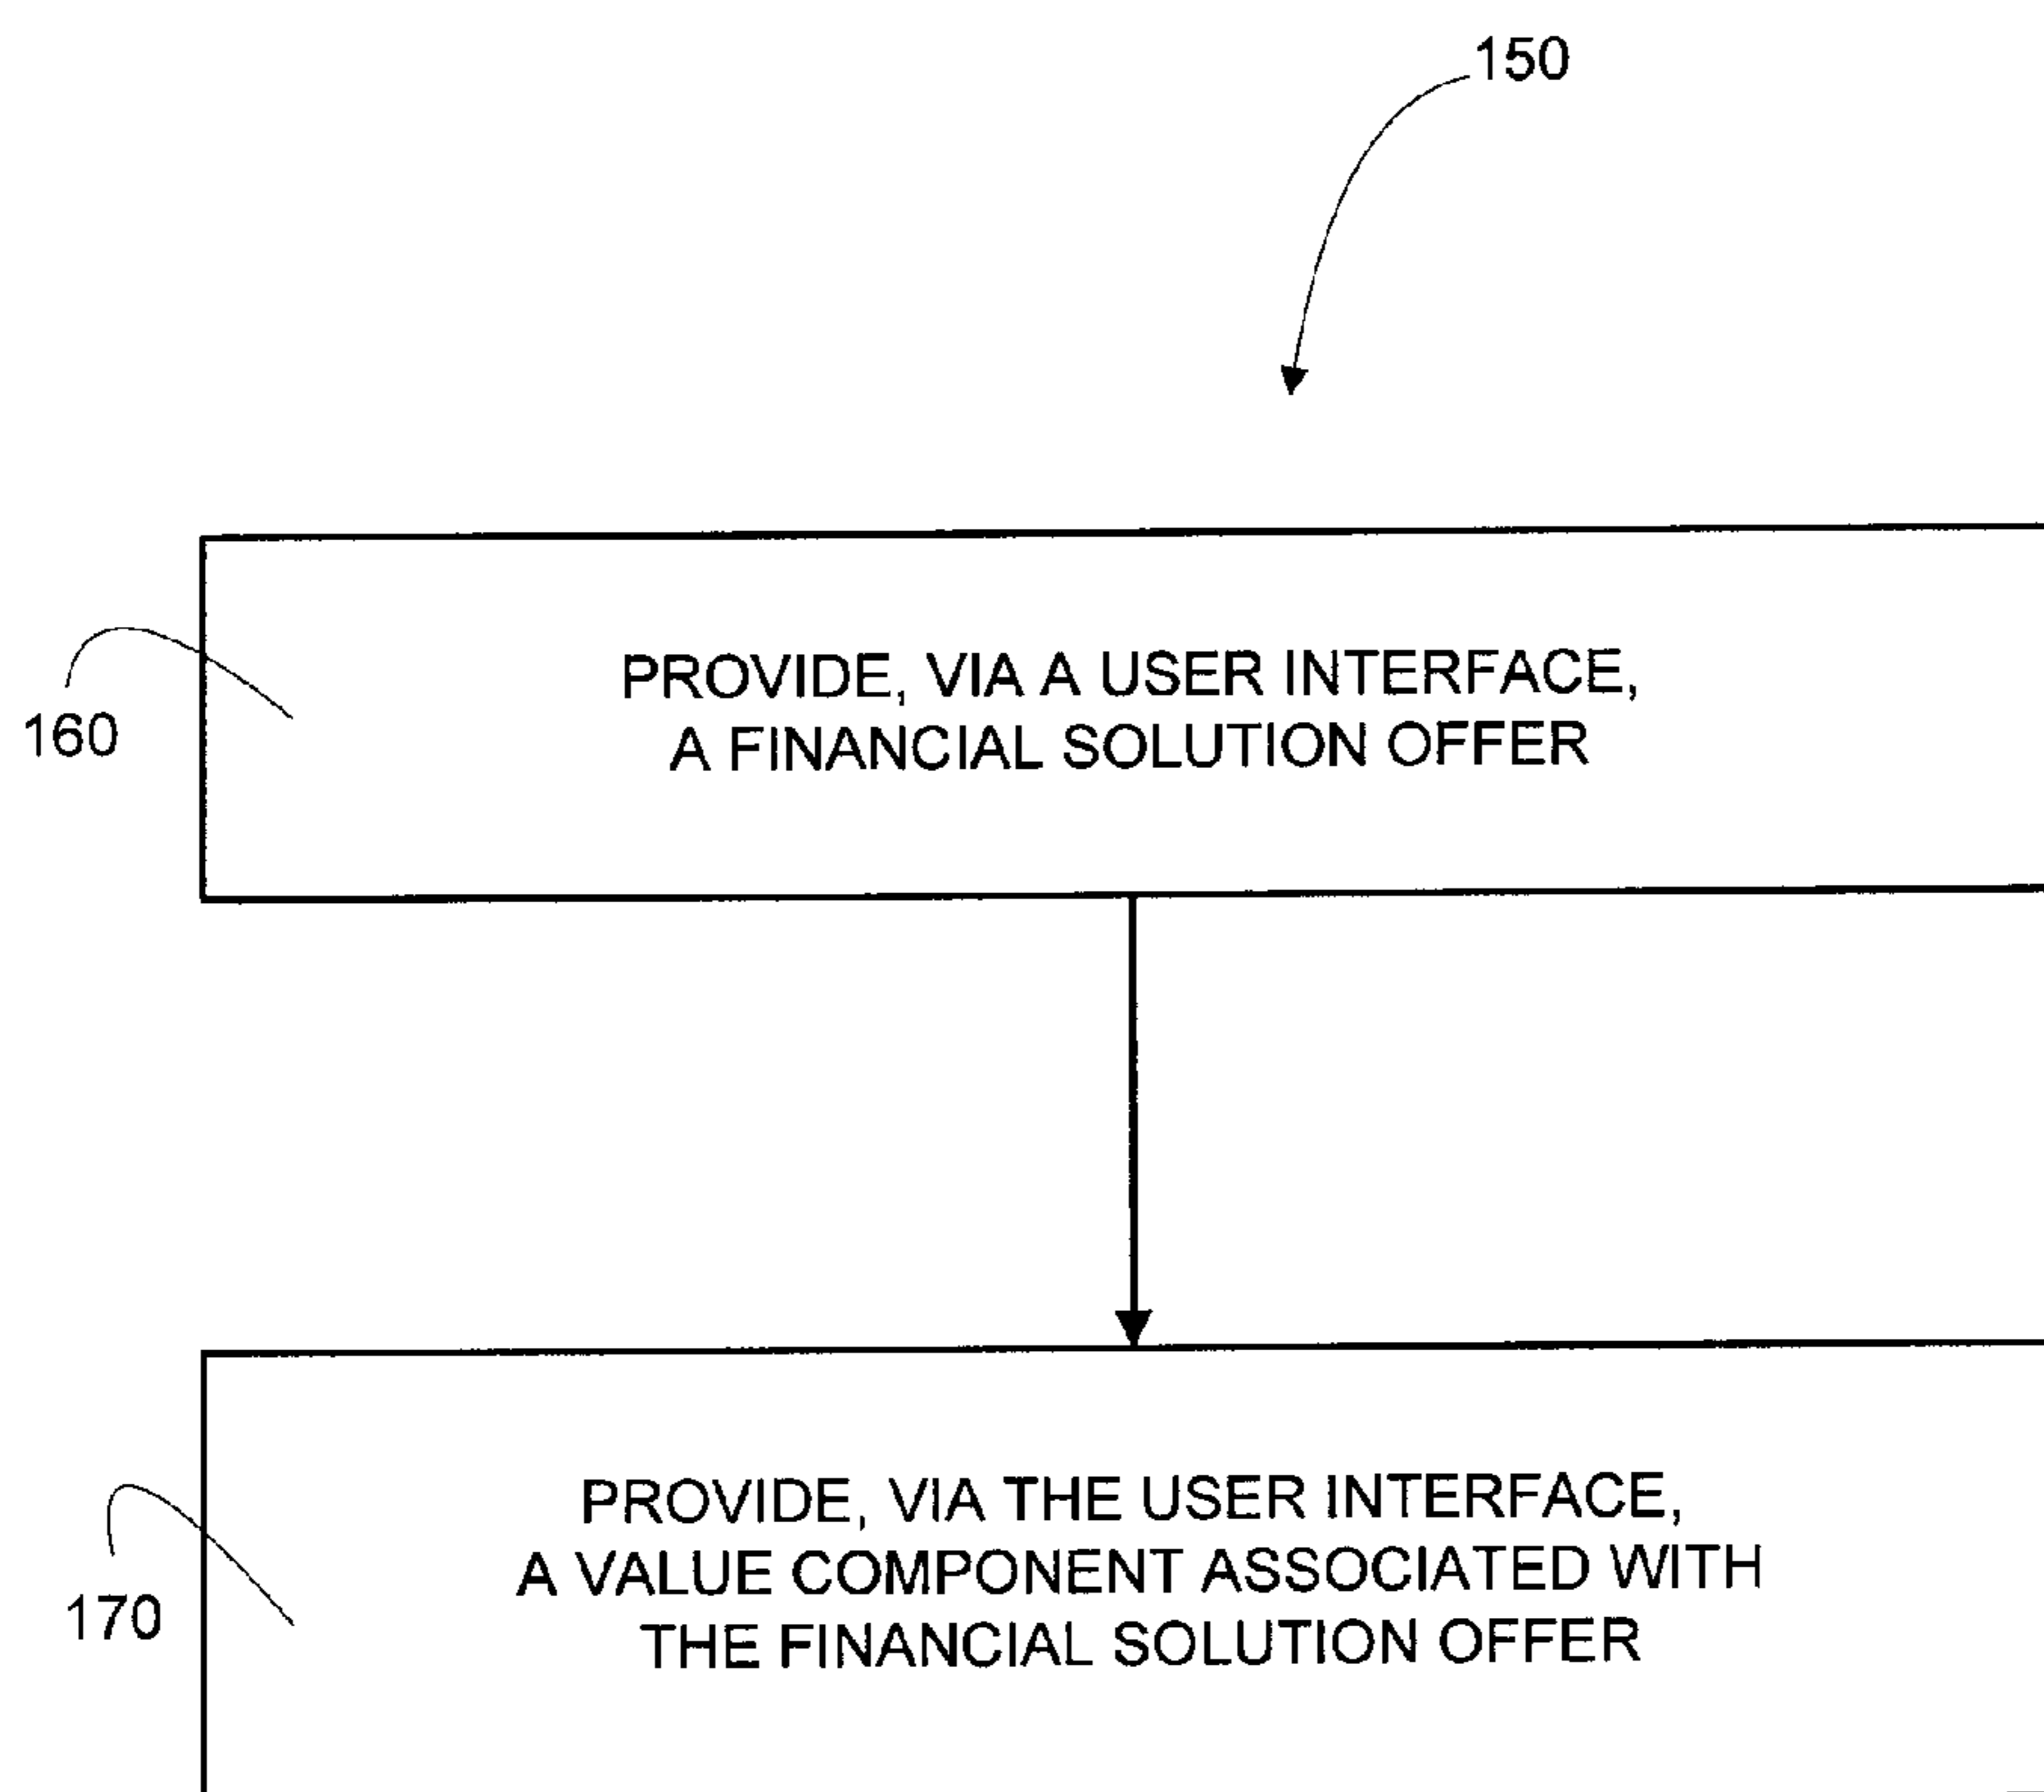 150
160
PROVIDE, VIA A USER INTERFACE,
A FINANCIAL SOLUTION OFFER
170
PROVIDE, VIA THE USER INTERFACE,
A VALUE COMPONENT ASSOCIATED WITH
THE FINANCIAL SOLUTION OFFER